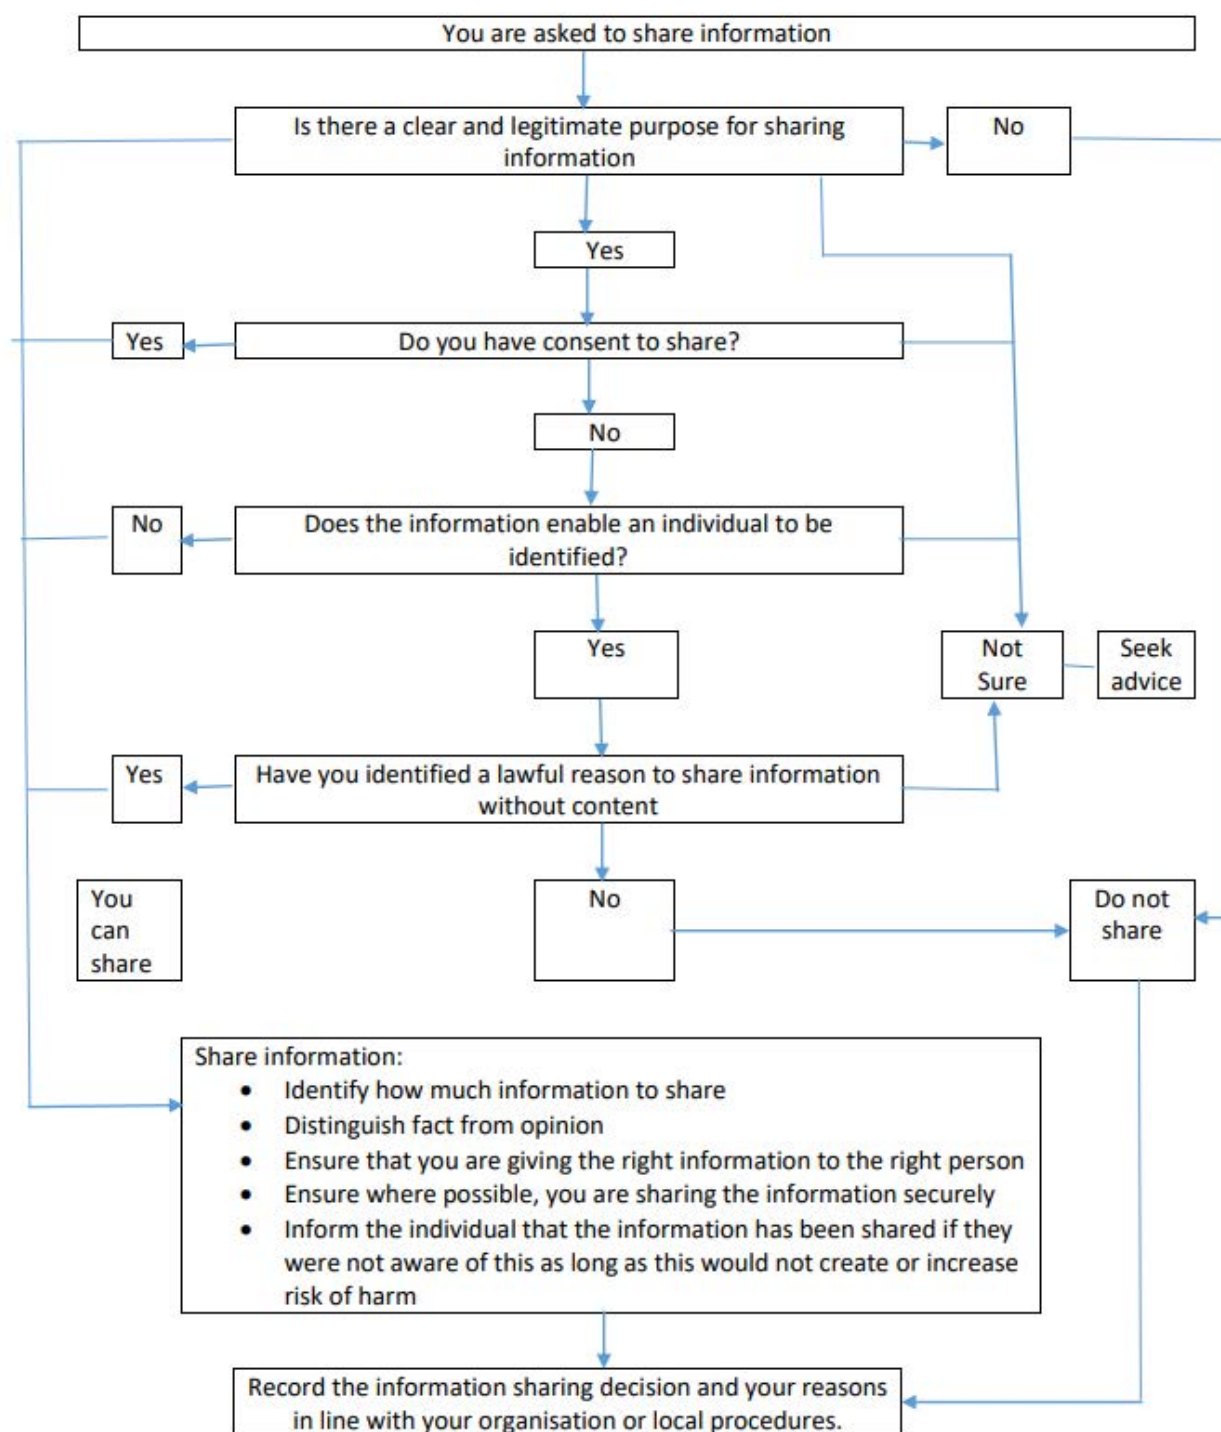 You are asked to share information
Is there a clear and legitimate purpose for sharing
information
No
Yes
Yes
Do you have consent to share?
No
No
Does the information enable an individual to be
identified?
Yes
Not
Sure
Seek
advice
Yes
Have you identified a lawful reason to share information
without content
You
can
share
No
Do not
share
Share information:
• Identify how much information to share
• Distinguish fact from opinion
• Ensure that you are giving the right information to the right person
• Ensure where possible, you are sharing the information securely
• Inform the individual that the information has been shared if they
were not aware of this as long as this would not create or increase
risk of harm
Record the information sharing decision and your reasons
in line with your organisation or local procedures.